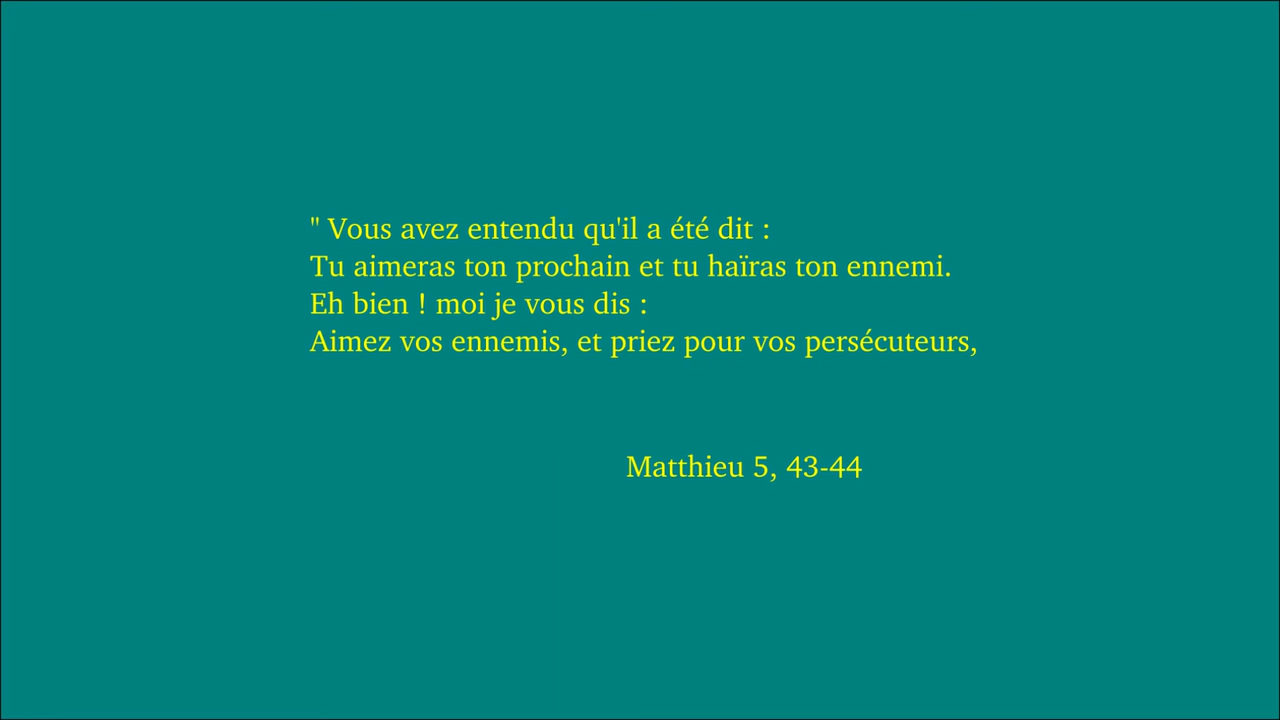 " Vous avez entendu qu'il a été dit :
Tu aimeras ton prochain et tu haïras ton ennemi.
Eh bien ! moi je vous dis :
Aimez vos ennemis, et priez pour vos persécuteurs,
Matthieu 5, 43-44